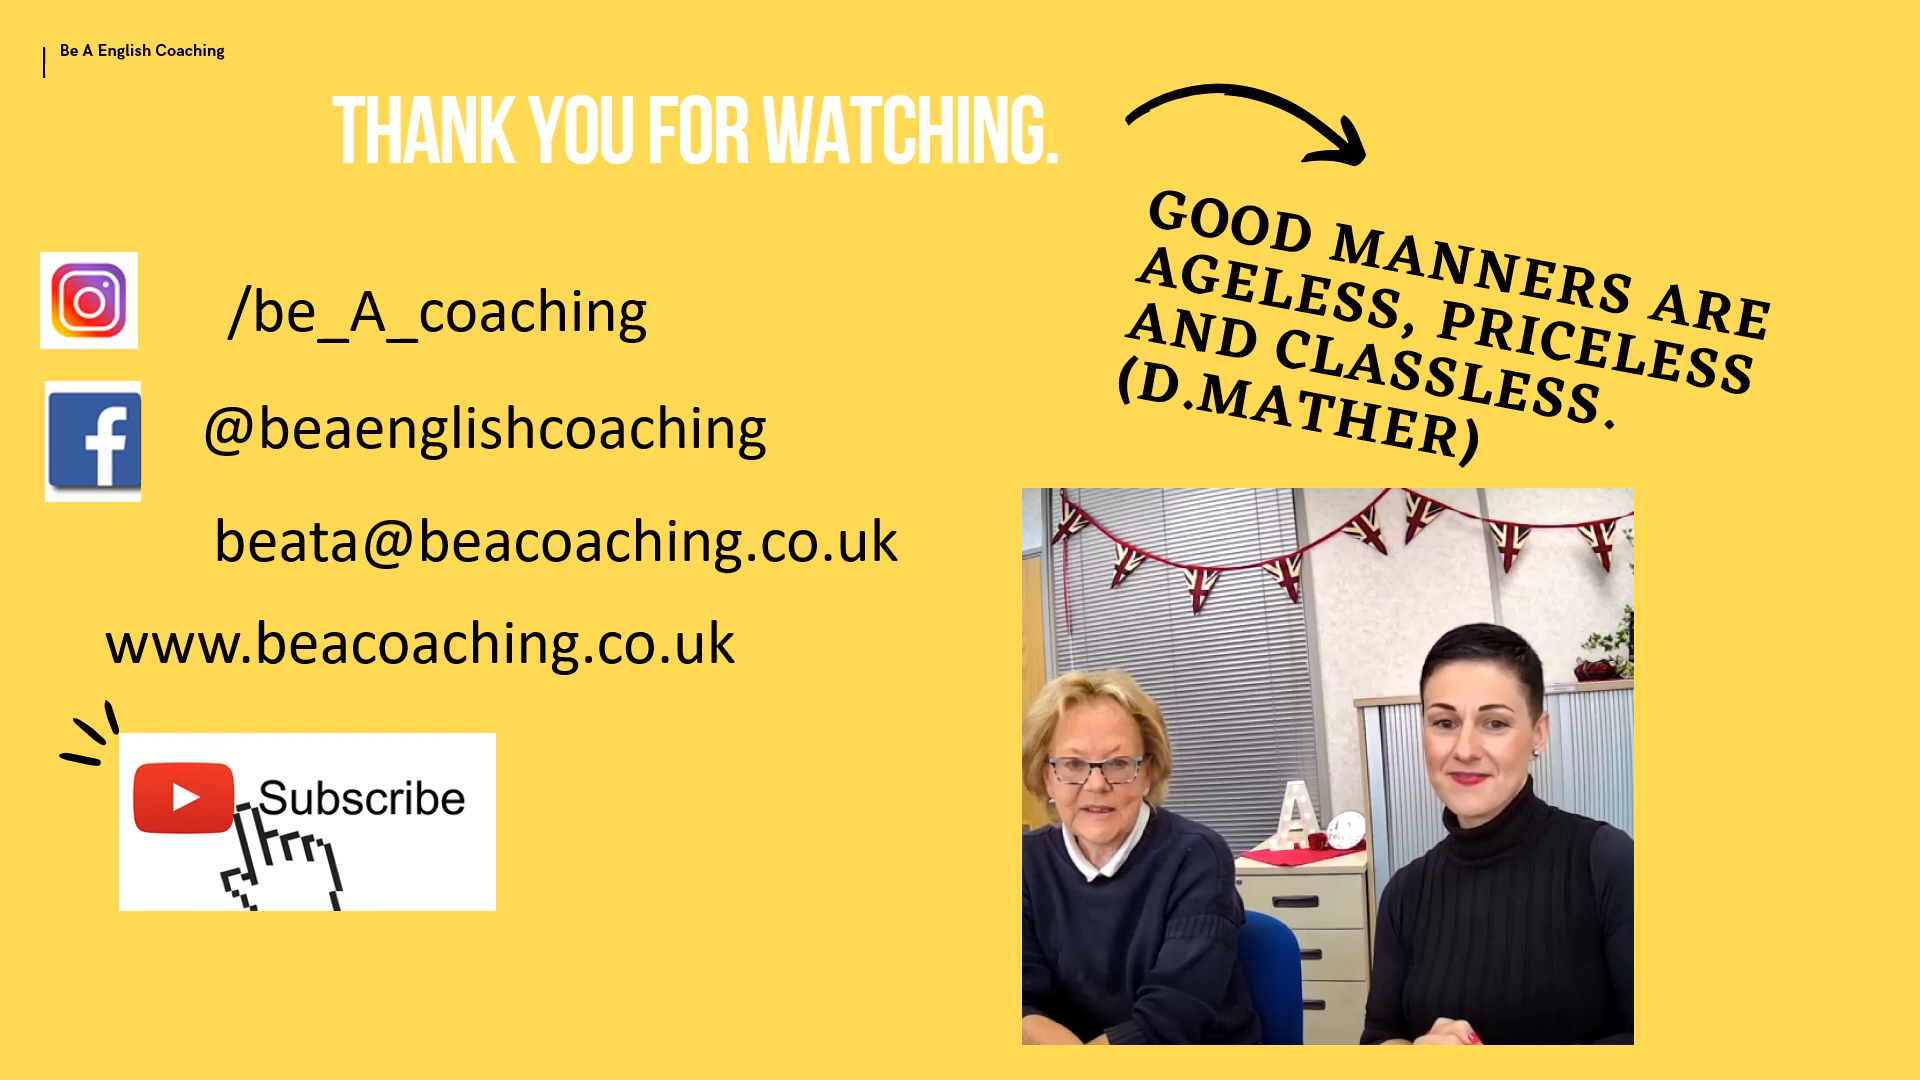 Be A English Coaching
THANK YOU FOR WATCHING.
GOOD MANNERS ARE
AGELESS, PRICELESS
AND CLASSLESS.
(D.MATHER)
/be_A_coaching
@beaenglishcoaching
beata@beacoaching.co.uk
www.beacoaching.co.uk
Subscribe
A